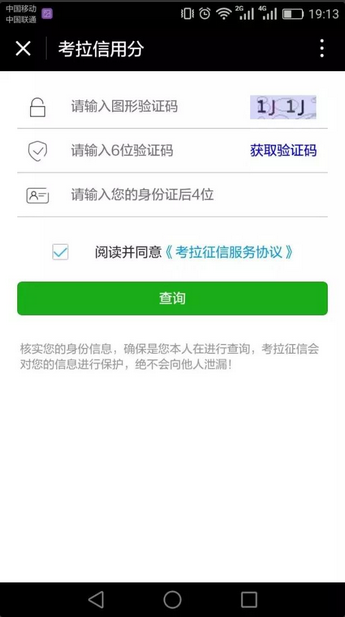 中国移动
中国联通
2G 4G 19:13
考拉信用分
请输入图形验证码 1J 1J
请输入6位验证码 获取验证码
请输入您的身份证后4位
阅读并同意《考拉征信服务协议》
查询
核实您的身份信息，确保是您本人在进行查询，考拉征信会
对您的信息进行保护，绝不会向他人泄漏！